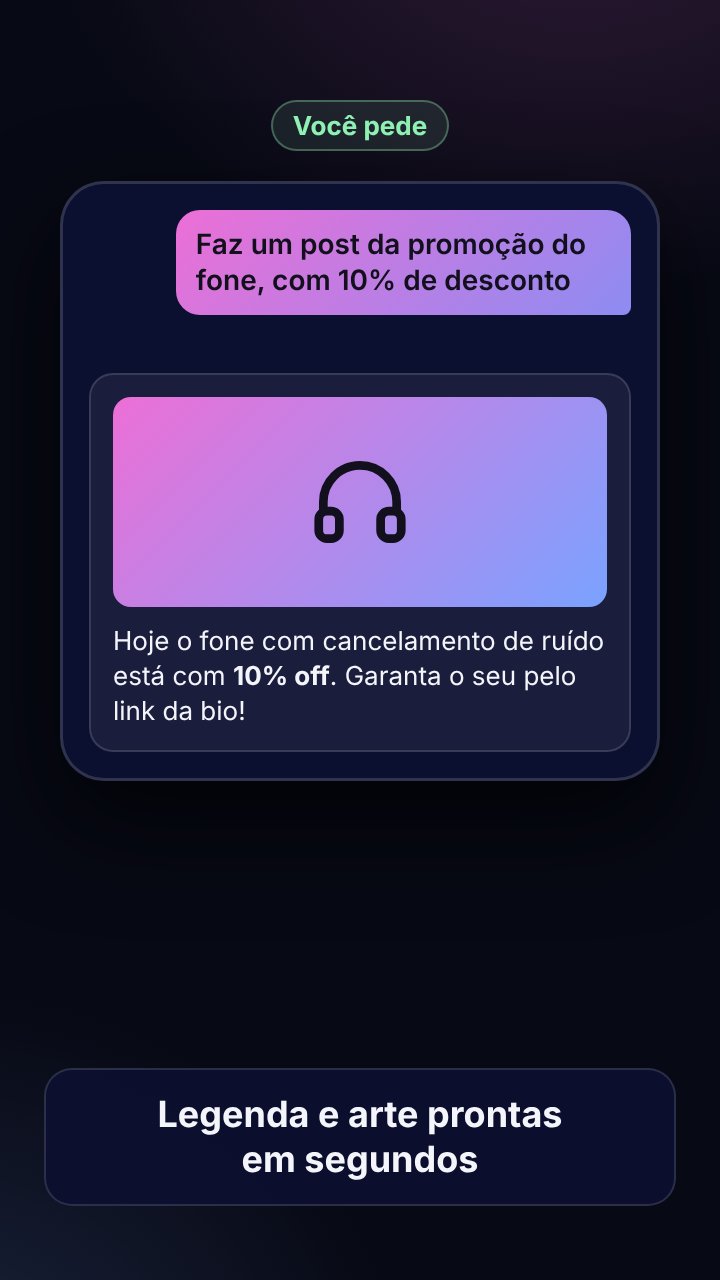 Você pede
Faz um post da promoção do
fone, com 10% de desconto
Hoje o fone com cancelamento de ruído
está com 10% off. Garanta o seu pelo
link da bio!
Legenda e arte prontas
em segundos